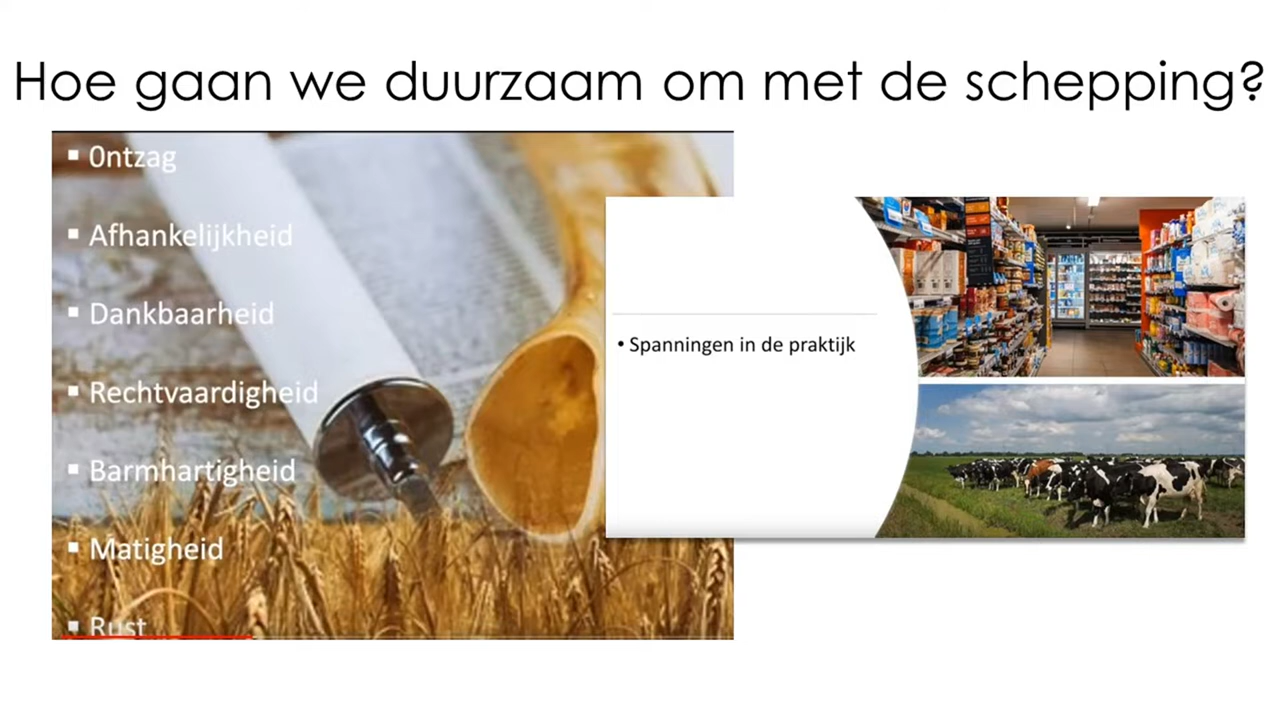 Hoe gaan we duurzaam om met de schepping?
▪ Ontzag
▪ Afhankelijkheid
▪ Dankbaarheid
▪ Rechtvaardigheid
▪ Barmhartigheid
▪ Matigheid
▪ Rust
• Spanningen in de praktijk